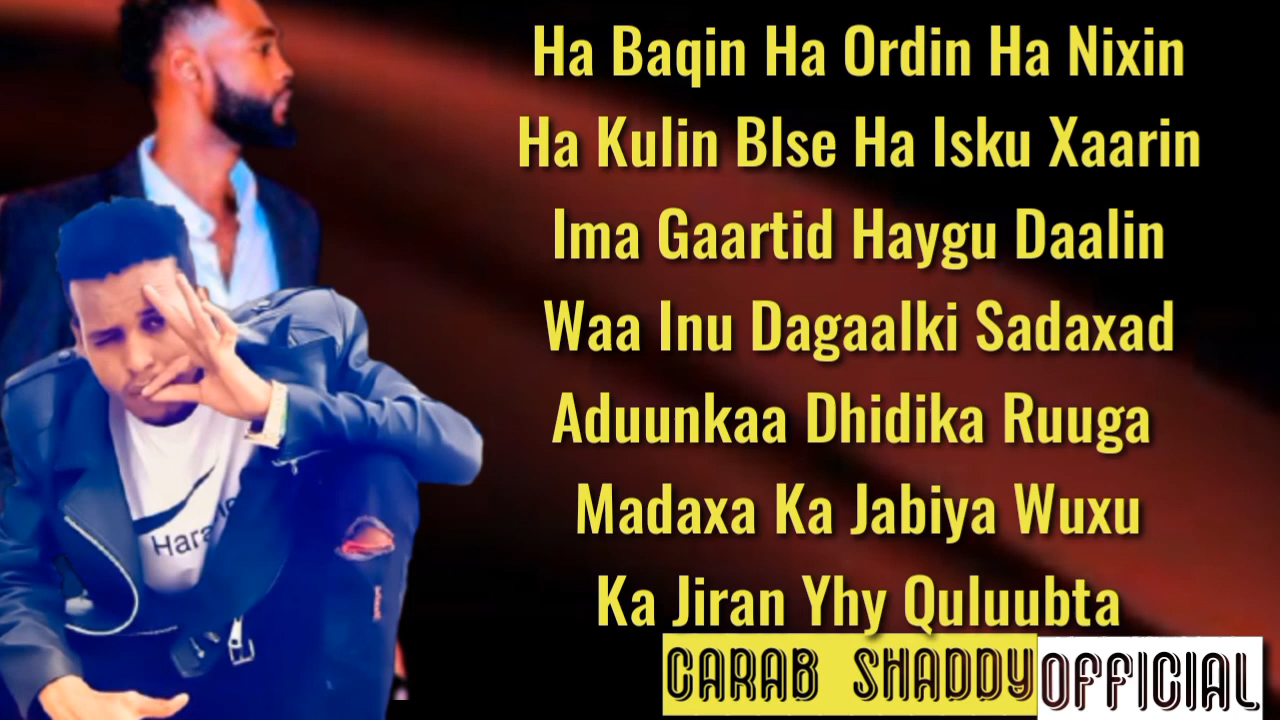 Ha Baqin Ha Ordin Ha Nixin
Ha Kulin BIse Ha Isku Xaarin
Ima Gaartid Haygu Daalin
Waa Inu Dagaalki Sadaxad
Aduunkaa Dhidika Ruuga
Madaxa Ka Jabiya Wuxu
Ka Jiran Yhy Quluubta
CARAB SHADDY OFFICIAL